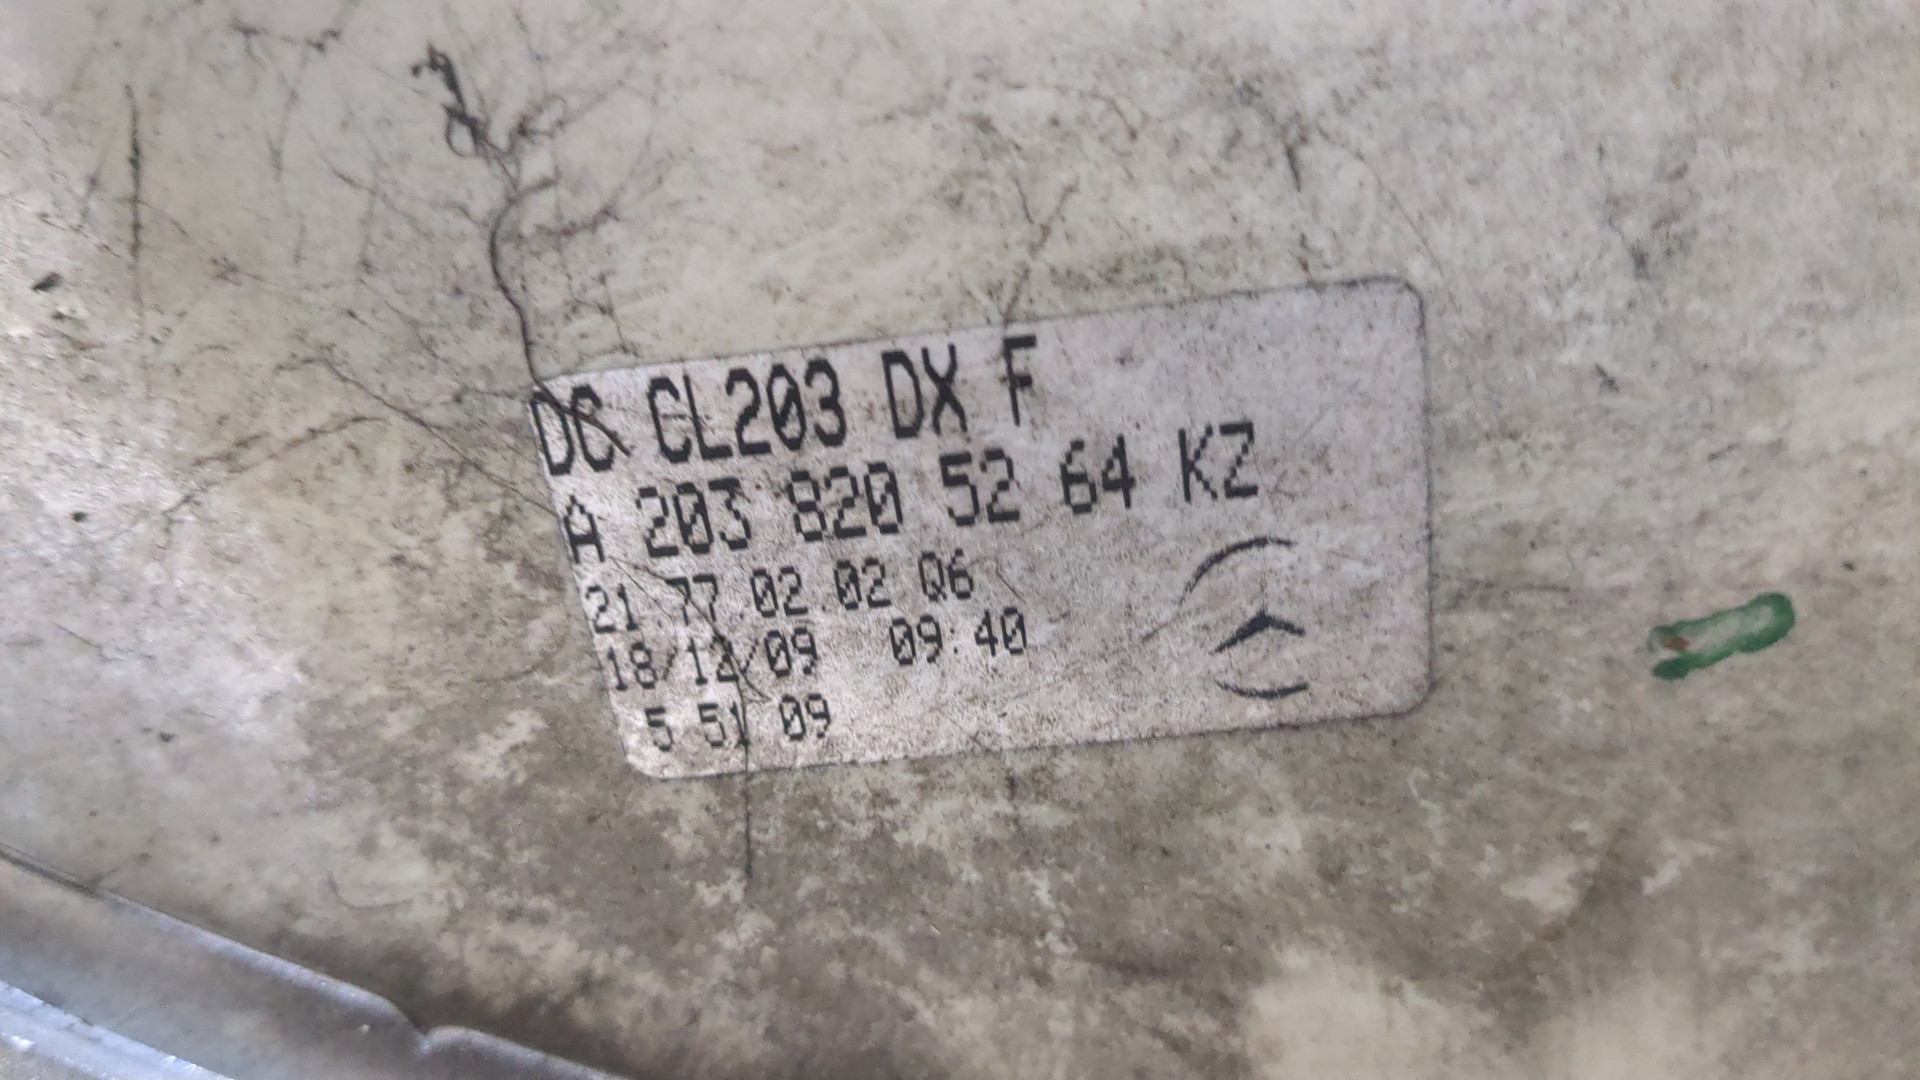 DC CL203 DX F
A 203 820 52 64 KZ
21.77.02.02 Q6
18/12/09 09:40
5 51 09